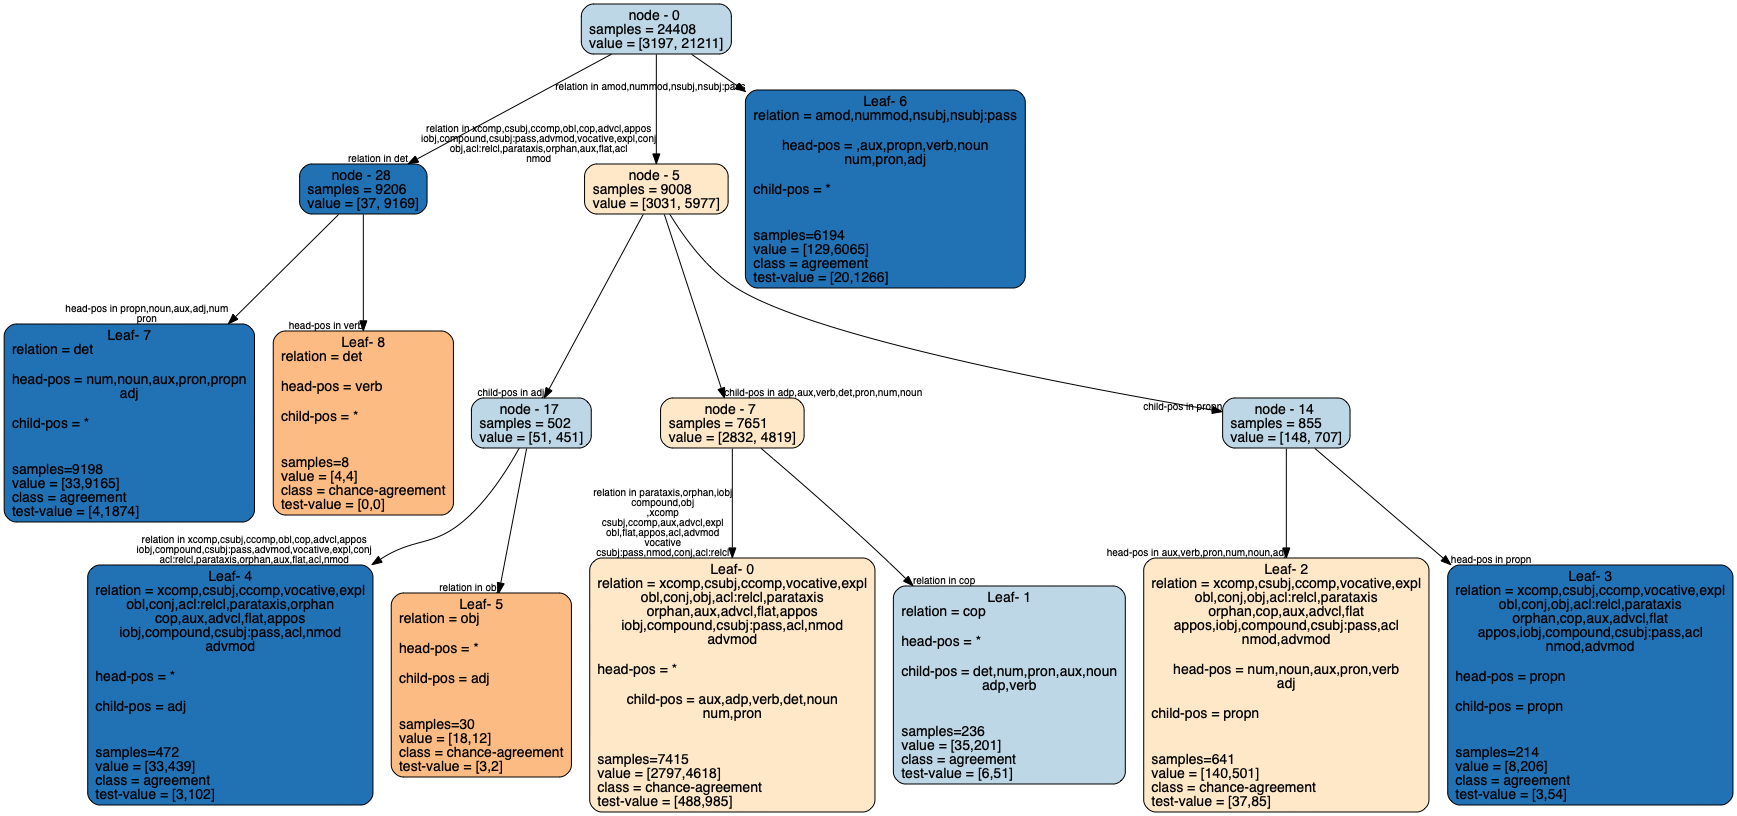 node - 0
samples = 24408
value = [3197, 21211]
relation in amod,nummod,nsubj,nsubj:pass
Leaf- 6
relation = amod,nummod,nsubj,nsubj:pass
head-pos = ,aux,propn,verb,noun
num,pron,adj
child-pos = *
samples=6194
value = [129,6065]
class = agreement
test-value = [20,1266]
relation in xcomp,csubj,ccomp,obl,cop,advcl,appos
iobj,compound,csubj:pass,advmod,vocative,expl,conj
obj,acl:relcl,parataxis,orphan,aux,flat,acl
nmod
relation in det
node - 28
samples = 9206
value = [37, 9169]
node - 5
samples = 9008
value = [3031, 5977]
head-pos in propn,noun,aux,adj,num
pron
Leaf- 7
relation = det
head-pos = num,noun,aux,pron,propn
adj
child-pos = *
samples=9198
value = [33,9165]
class = agreement
test-value = [4,1874]
head-pos in verb
Leaf- 8
relation = det
head-pos = verb
child-pos = *
samples=8
value = [4,4]
class = chance-agreement
test-value = [0,0]
child-pos in adj
node - 17
samples = 502
value = [51, 451]
child-pos in adp,aux,verb,det,pron,num,noun
node - 7
samples = 7651
value = [2832, 4819]
child-pos in propn
node - 14
samples = 855
value = [148, 707]
relation in xcomp,csubj,ccomp,obl,cop,advcl,appos
iobj,compound,csubj:pass,advmod,vocative,expl,conj
acl:relcl,parataxis,orphan,aux,flat,acl,nmod
Leaf- 4
relation = xcomp,csubj,ccomp,vocative,expl
obl,conj,acl:relcl,parataxis,orphan
cop,aux,advcl,flat,appos
iobj,compound,csubj:pass,acl,nmod
advmod
head-pos = *
child-pos = adj
samples=472
value = [33,439]
class = agreement
test-value = [3,102]
relation in obj
Leaf- 5
relation = obj
head-pos = *
child-pos = adj
samples=30
value = [18,12]
class = chance-agreement
test-value = [3,2]
relation in parataxis,orphan,iobj
compound,obj
,xcomp
csubj,ccomp,aux,advcl,expl
obl,flat,appos,acl,advmod
vocative
csubj:pass,nmod,conj,acl:relcl
Leaf- 0
relation = xcomp,csubj,ccomp,vocative,expl
obl,conj,obj,acl:relcl,parataxis
orphan,aux,advcl,flat,appos
iobj,compound,csubj:pass,acl,nmod
advmod
head-pos = *
child-pos = aux,adp,verb,det,noun
num,pron
samples=7415
value = [2797,4618]
class = chance-agreement
test-value = [488,985]
relation in cop
Leaf- 1
relation = cop
head-pos = *
child-pos = det,num,pron,aux,noun
adp,verb
samples=236
value = [35,201]
class = agreement
test-value = [6,51]
head-pos in aux,verb,pron,num,noun,adj
Leaf- 2
relation = xcomp,csubj,ccomp,vocative,expl
obl,conj,obj,acl:relcl,parataxis
orphan,cop,aux,advcl,flat
appos,iobj,compound,csubj:pass,acl
nmod,advmod
head-pos = num,noun,aux,pron,verb
adj
child-pos = propn
samples=641
value = [140,501]
class = chance-agreement
test-value = [37,85]
head-pos in propn
Leaf- 3
relation = xcomp,csubj,ccomp,vocative,expl
obl,conj,obj,acl:relcl,parataxis
orphan,cop,aux,advcl,flat
appos,iobj,compound,csubj:pass,acl
nmod,advmod
head-pos = propn
child-pos = propn
samples=214
value = [8,206]
class = agreement
test-value = [3,54]